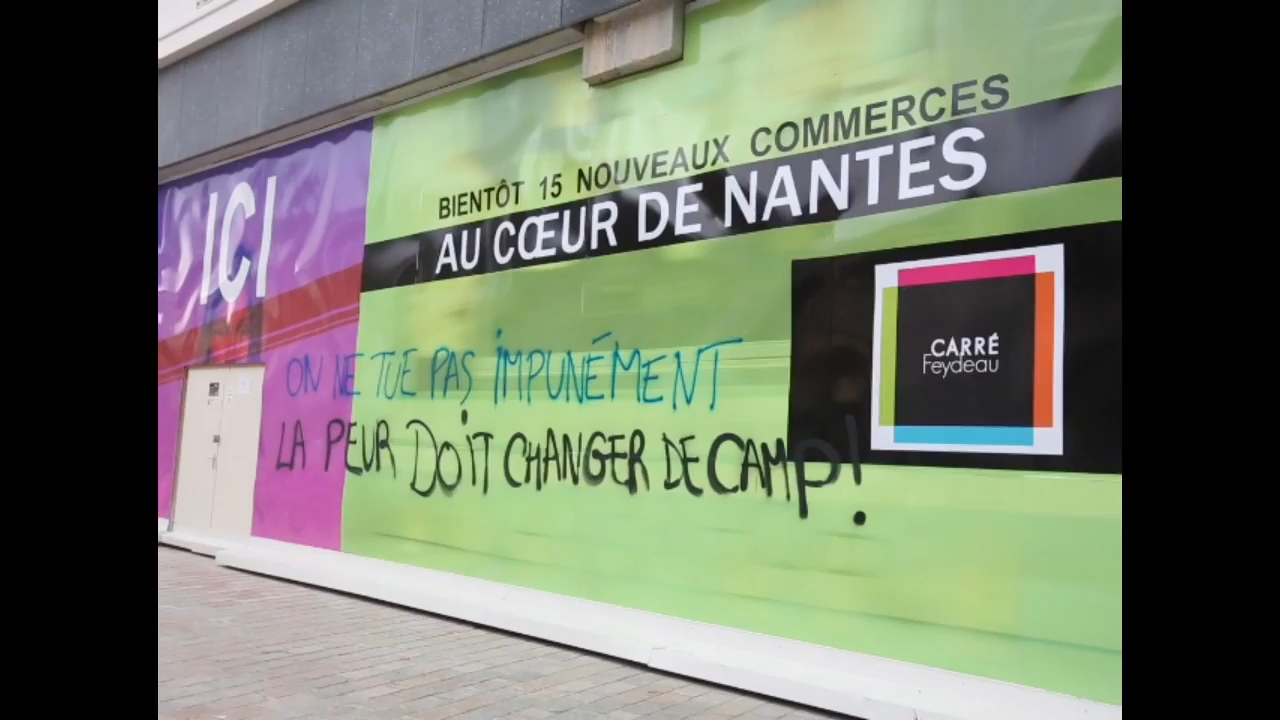 ICI
BIENTÔT 15 NOUVEAUX COMMERCES
AU CŒUR DE NANTES
CARRÉ
Feydeau
ON NE TUE PAS IMPUNÉMENT
LA PEUR DOIT CHANGER DE CAMP!